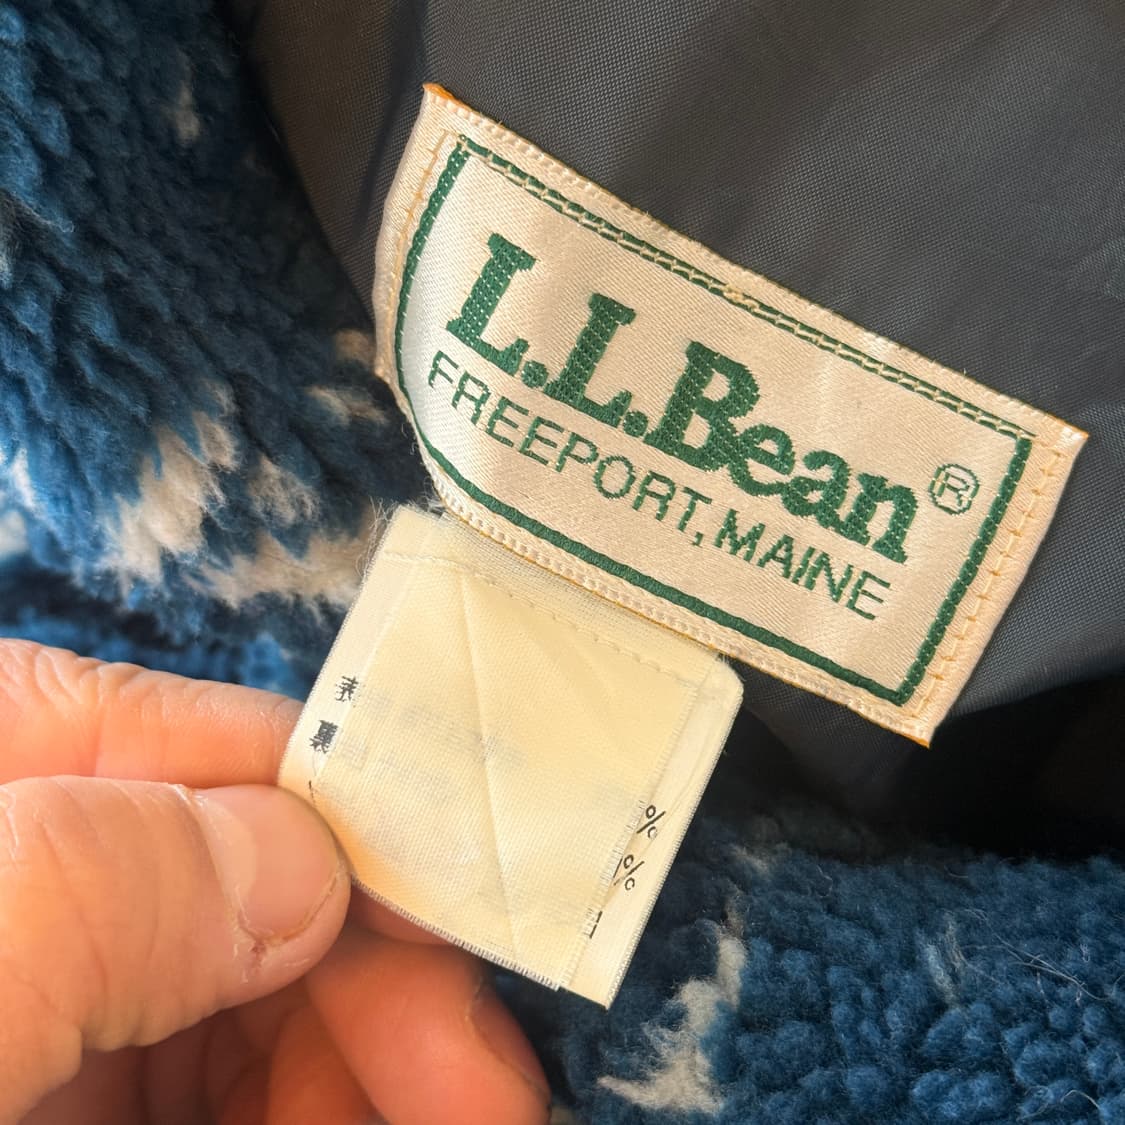 L.L.Bean®
FREEPORT, MAINE
表
裏
%
%